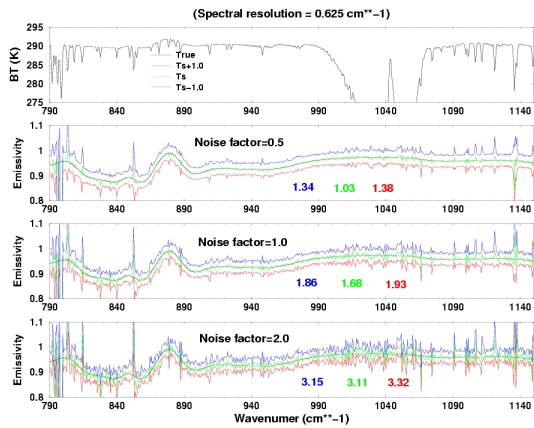 (Spectral resolution = 0.625 cm**−1)
BT (K)
295
290
285
280
275
True
Ts+1.0
Ts
Ts−1.0
790 840 890 940 990 1040 1090 1140
Emissivity
1.1
1
0.9
0.8
Noise factor=0.5
1.34 1.03 1.38
790 840 890 940 990 1040 1090 1140
Emissivity
1.1
1
0.9
0.8
Noise factor=1.0
1.86 1.68 1.93
790 840 890 940 990 1040 1090 1140
Emissivity
1.1
1
0.9
0.8
Noise factor=2.0
3.15 3.11 3.32
790 840 890 940 990 1040 1090 1140
Wavenumer (cm**−1)